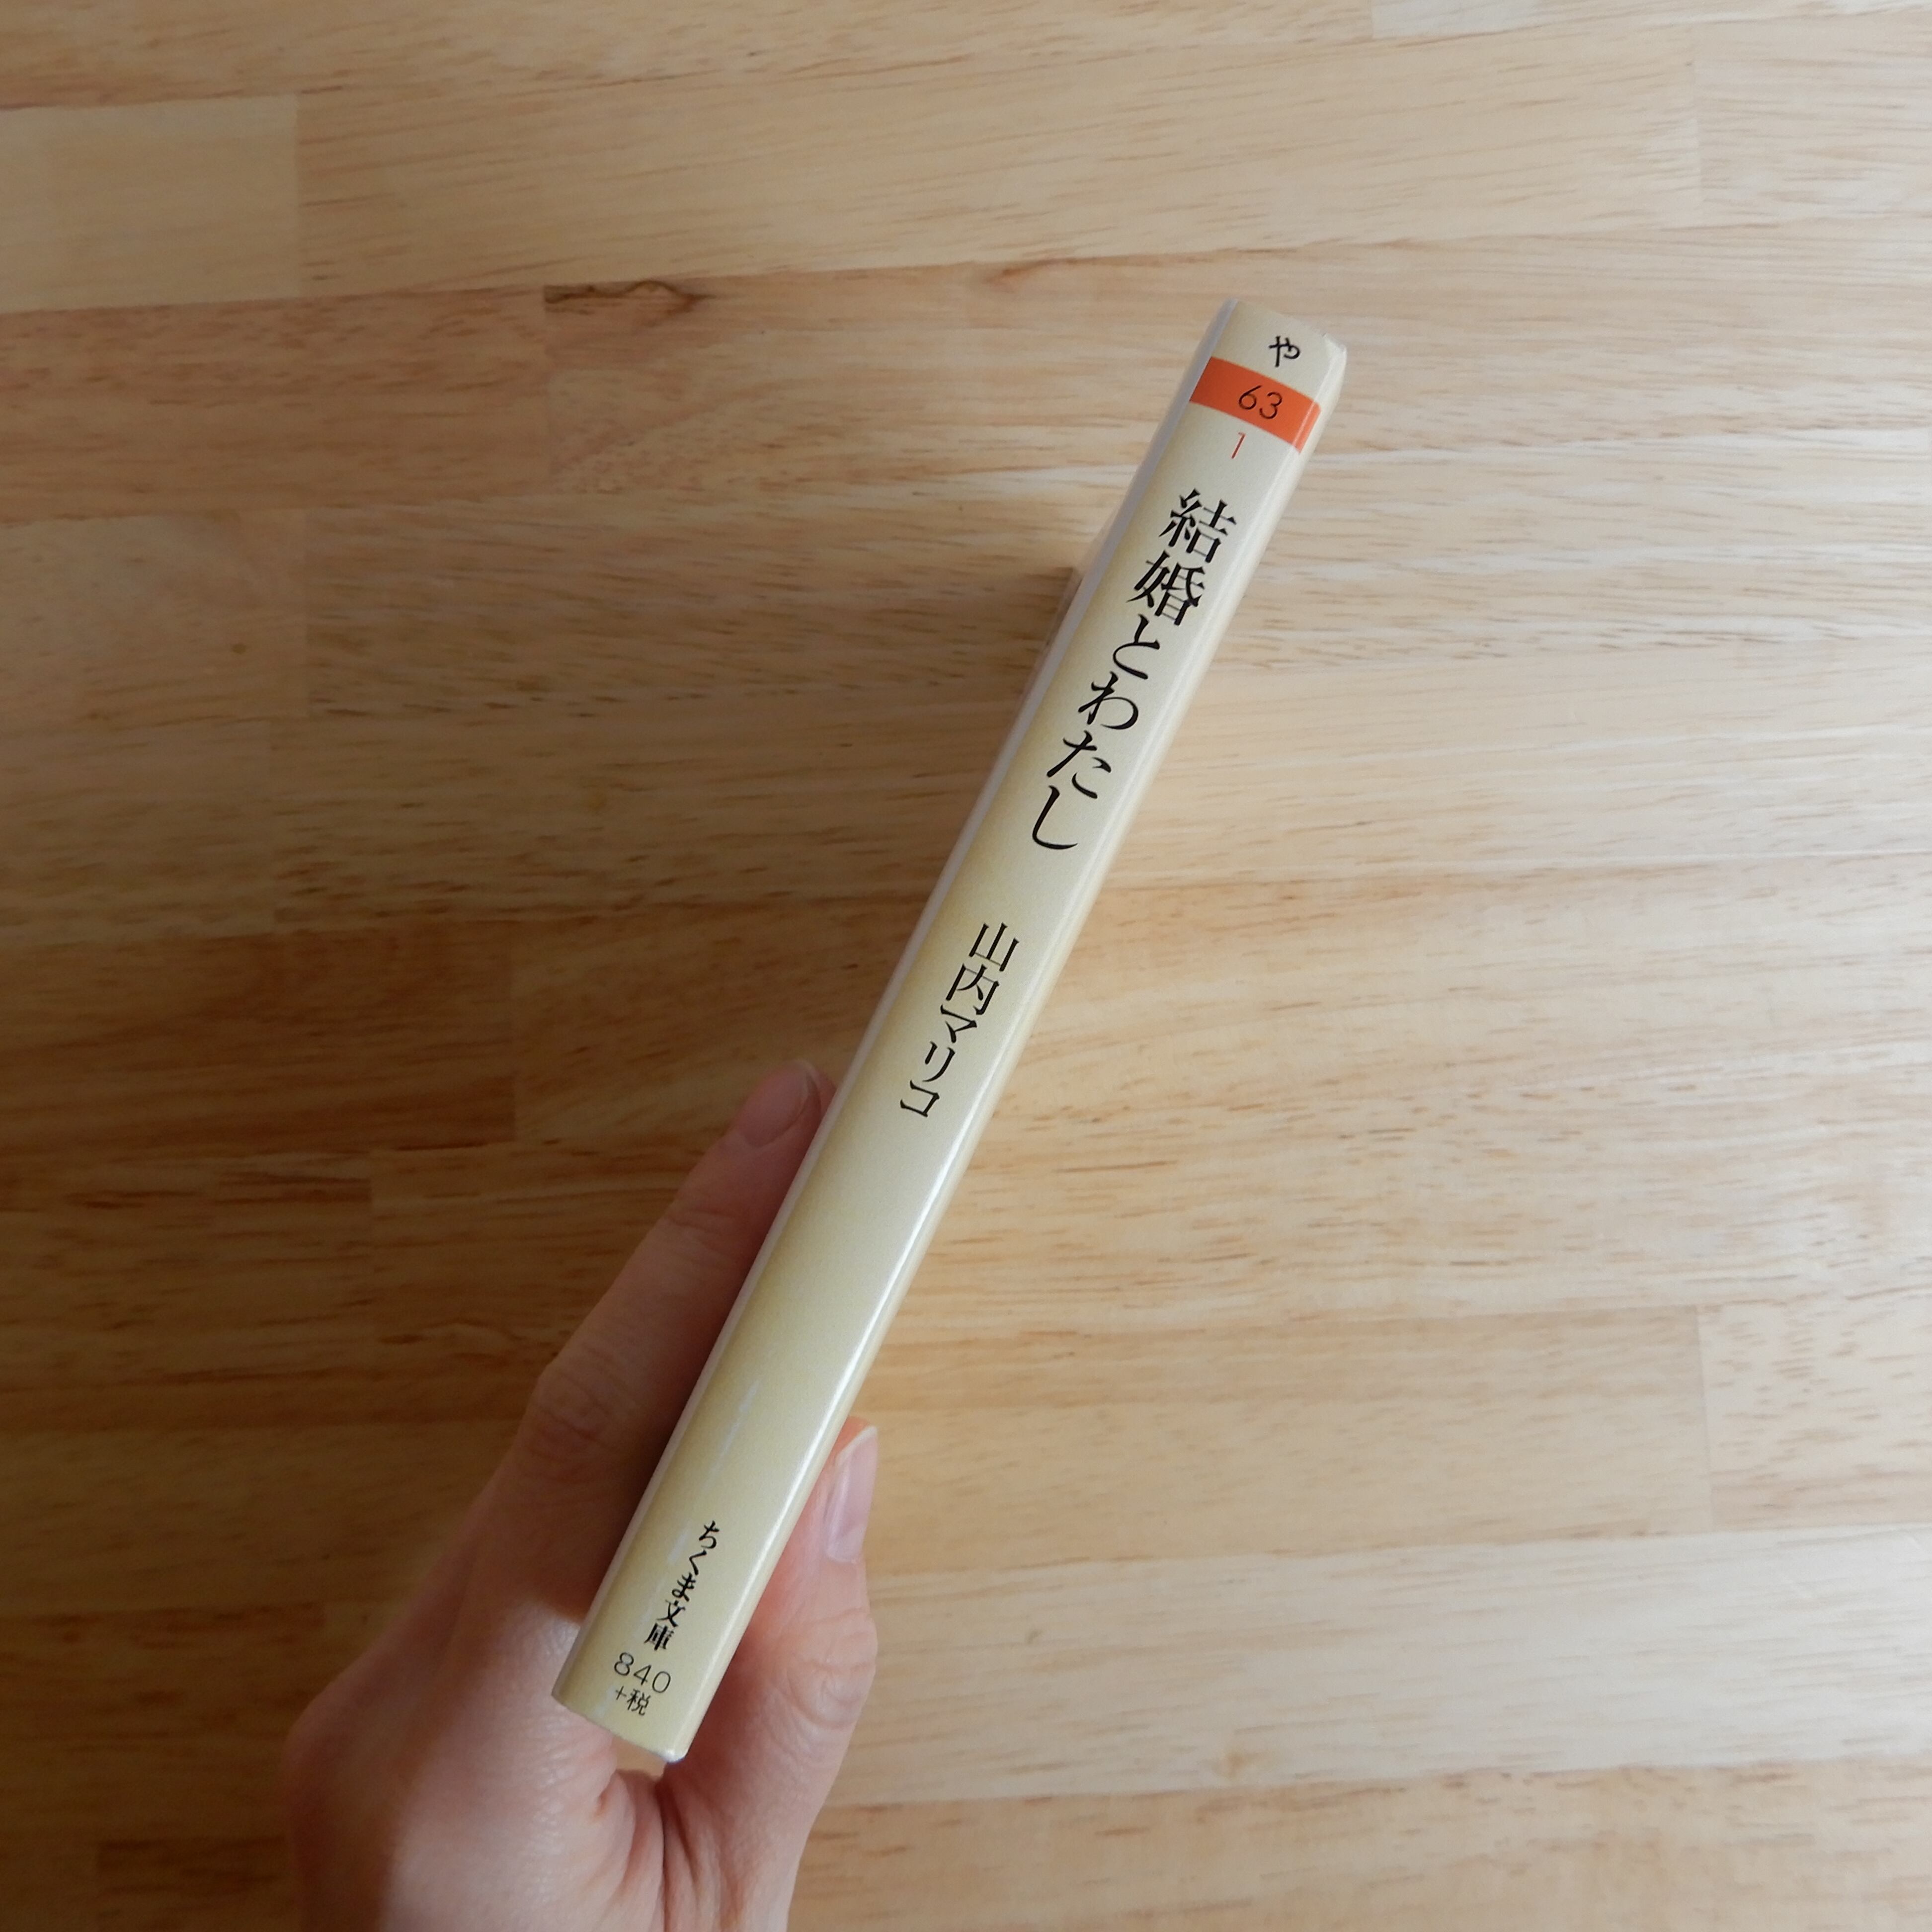 や
63
1
結婚とわたし
山内マリコ
ちくま文庫
840
+税